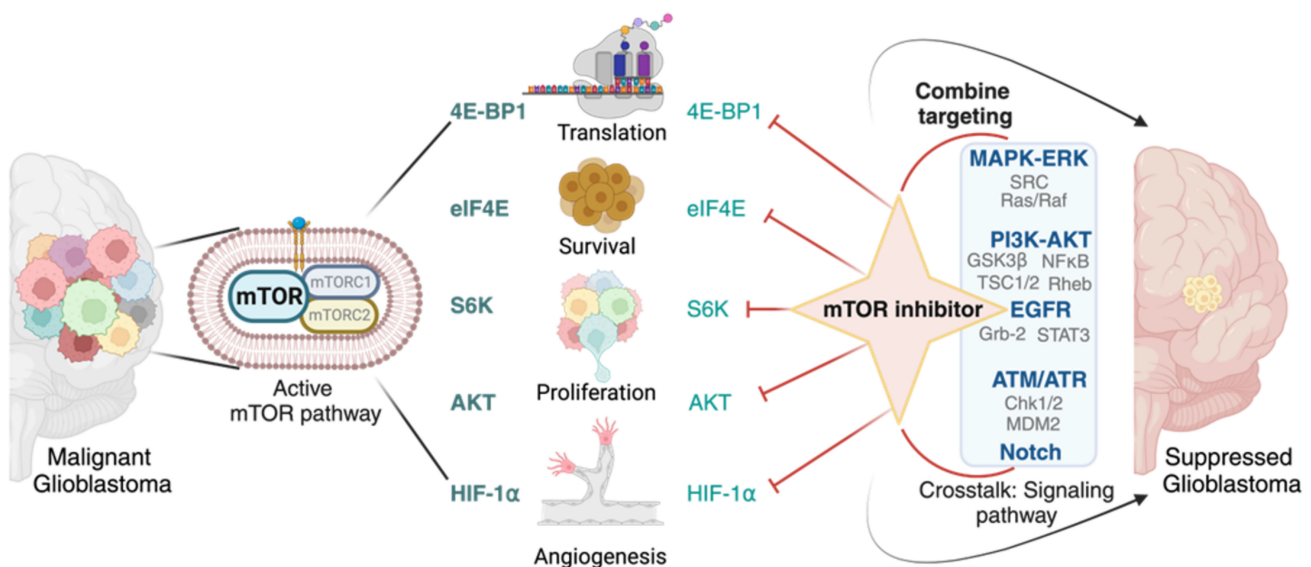 Malignant
Glioblastoma
mTOR
mTORC1
mTORC2
Active
mTOR pathway
4E-BP1
eIF4E
S6K
AKT
HIF-1α
Translation
Survival
Proliferation
Angiogenesis
4E-BP1
eIF4E
S6K
AKT
HIF-1α
mTOR inhibitor
Combine
targeting
MAPK-ERK
SRC
Ras/Raf
PI3K-AKT
GSK3β NFκB
TSC1/2 Rheb
EGFR
Grb-2 STAT3
ATM/ATR
Chk1/2
MDM2
Notch
Crosstalk: Signaling
pathway
Suppressed
Glioblastoma